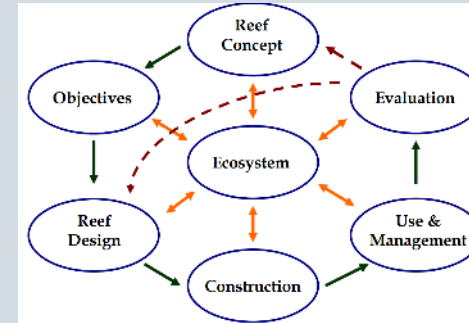 Reef
Concept
Objectives
Evaluation
Ecosystem
Reef
Design
Use &
Management
Construction